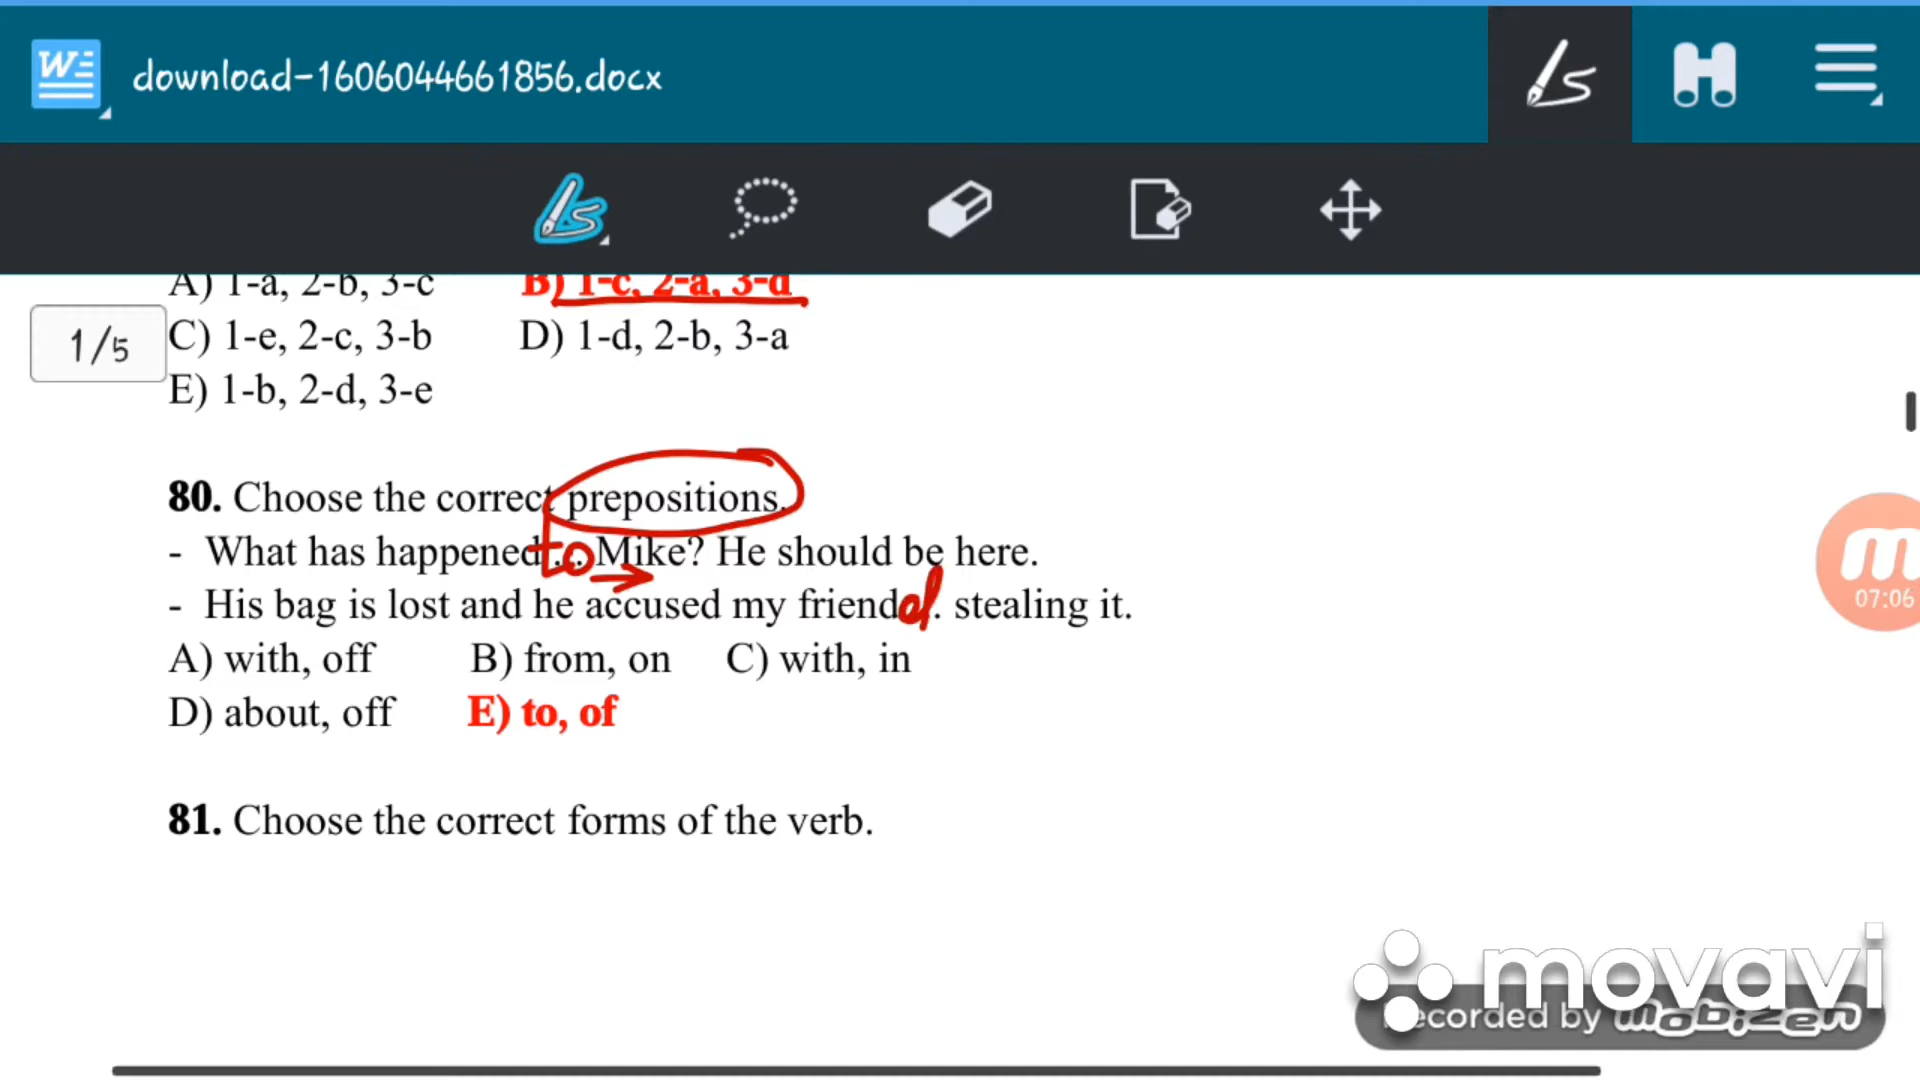 download-1606044661856.docx
A) 1-a, 2-b, 3-c B) 1-c, 2-a, 3-d
1/5
C) 1-e, 2-c, 3-b D) 1-d, 2-b, 3-a
E) 1-b, 2-d, 3-e
80. Choose the correct prepositions.
- What has happened ... to Mike? He should be here.
- His bag is lost and he accused my friend of .. stealing it.
A) with, off B) from, on C) with, in
D) about, off E) to, of
07:06
81. Choose the correct forms of the verb.
movavi
ecorded by mobizen